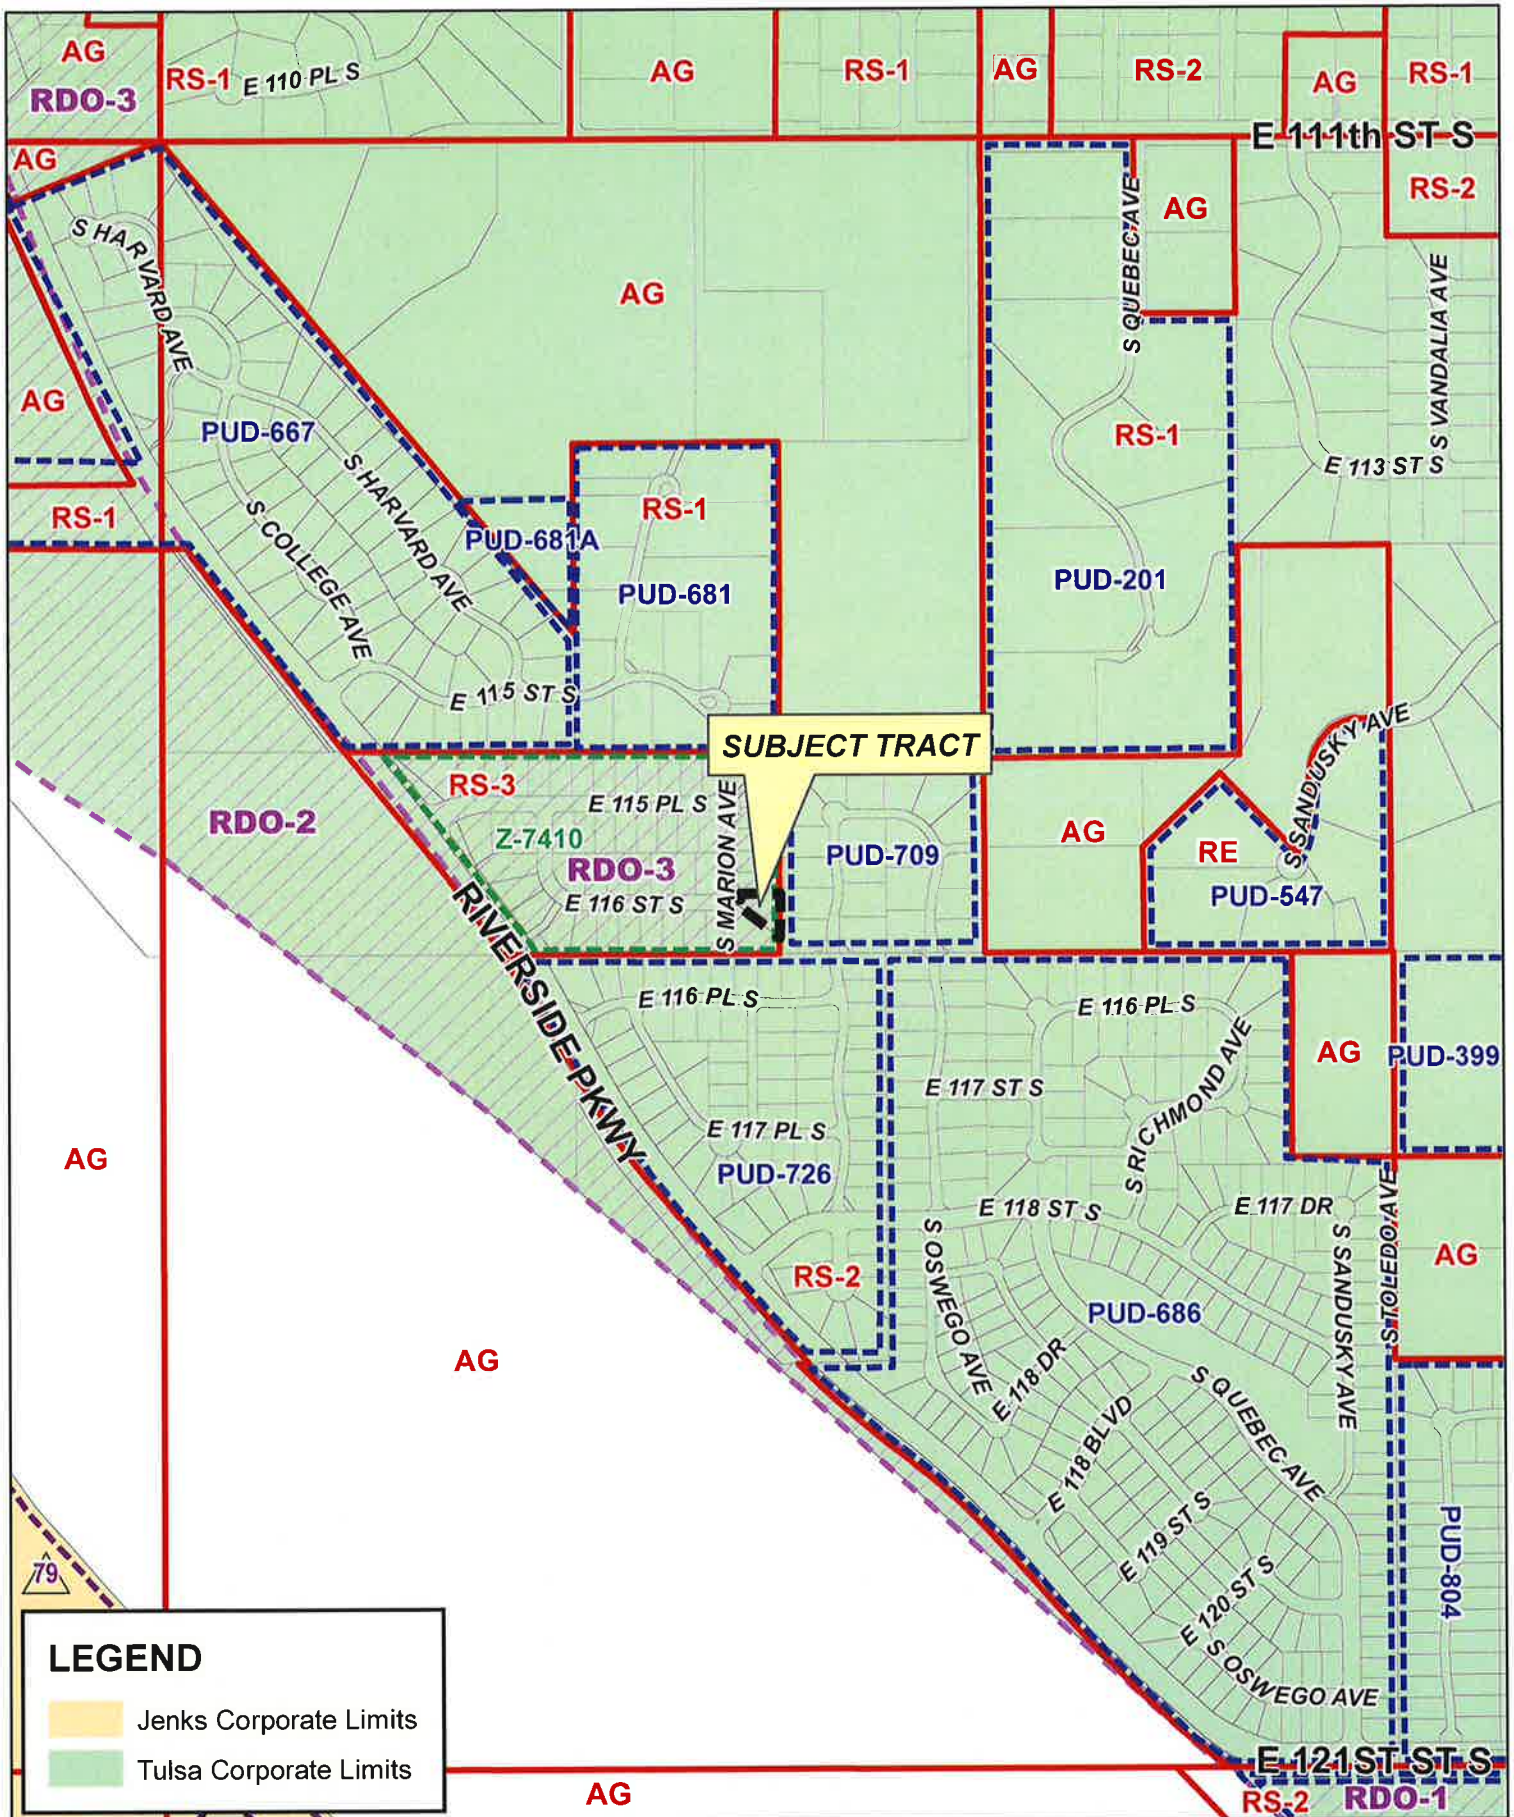 AG
RDO-3
RS-1
E 110 PL S
AG
RS-1
AG
RS-2
AG
RS-1
E 111th ST S
AG
RS-2
S HARVARD AVE
AG
S QUEBEC AVE
AG
S VANDALIA AVE
AG
PUD-667
RS-1
E 113 ST S
S HARVARD AVE
RS-1
RS-1
S COLLEGE AVE
PUD-681A
PUD-681
PUD-201
E 115 ST S
SUBJECT TRACT
S SANDUSKY AVE
RS-3
E 115 PL S
S MARION AVE
RDO-2
Z-7410
RDO-3
E 116 ST S
PUD-709
AG
RE
PUD-547
RIVERSIDE PKWY
E 116 PL S
E 116 PL S
AG
PUD-399
E 117 ST S
S RICHMOND AVE
E 117 PL S
PUD-726
AG
E 118 ST S
E 117 DR
S TOLEDO AVE
S OSWEGO AVE
S SANDUSKY AVE
AG
RS-2
PUD-686
AG
E 118 DR
S QUEBEC AVE
E 118 BLVD
E 119 ST S
PUD-804
E 120 ST S
S OSWEGO AVE
79
LEGEND
Jenks Corporate Limits
Tulsa Corporate Limits
E 121ST ST S
AG
RS-2
RDO-1